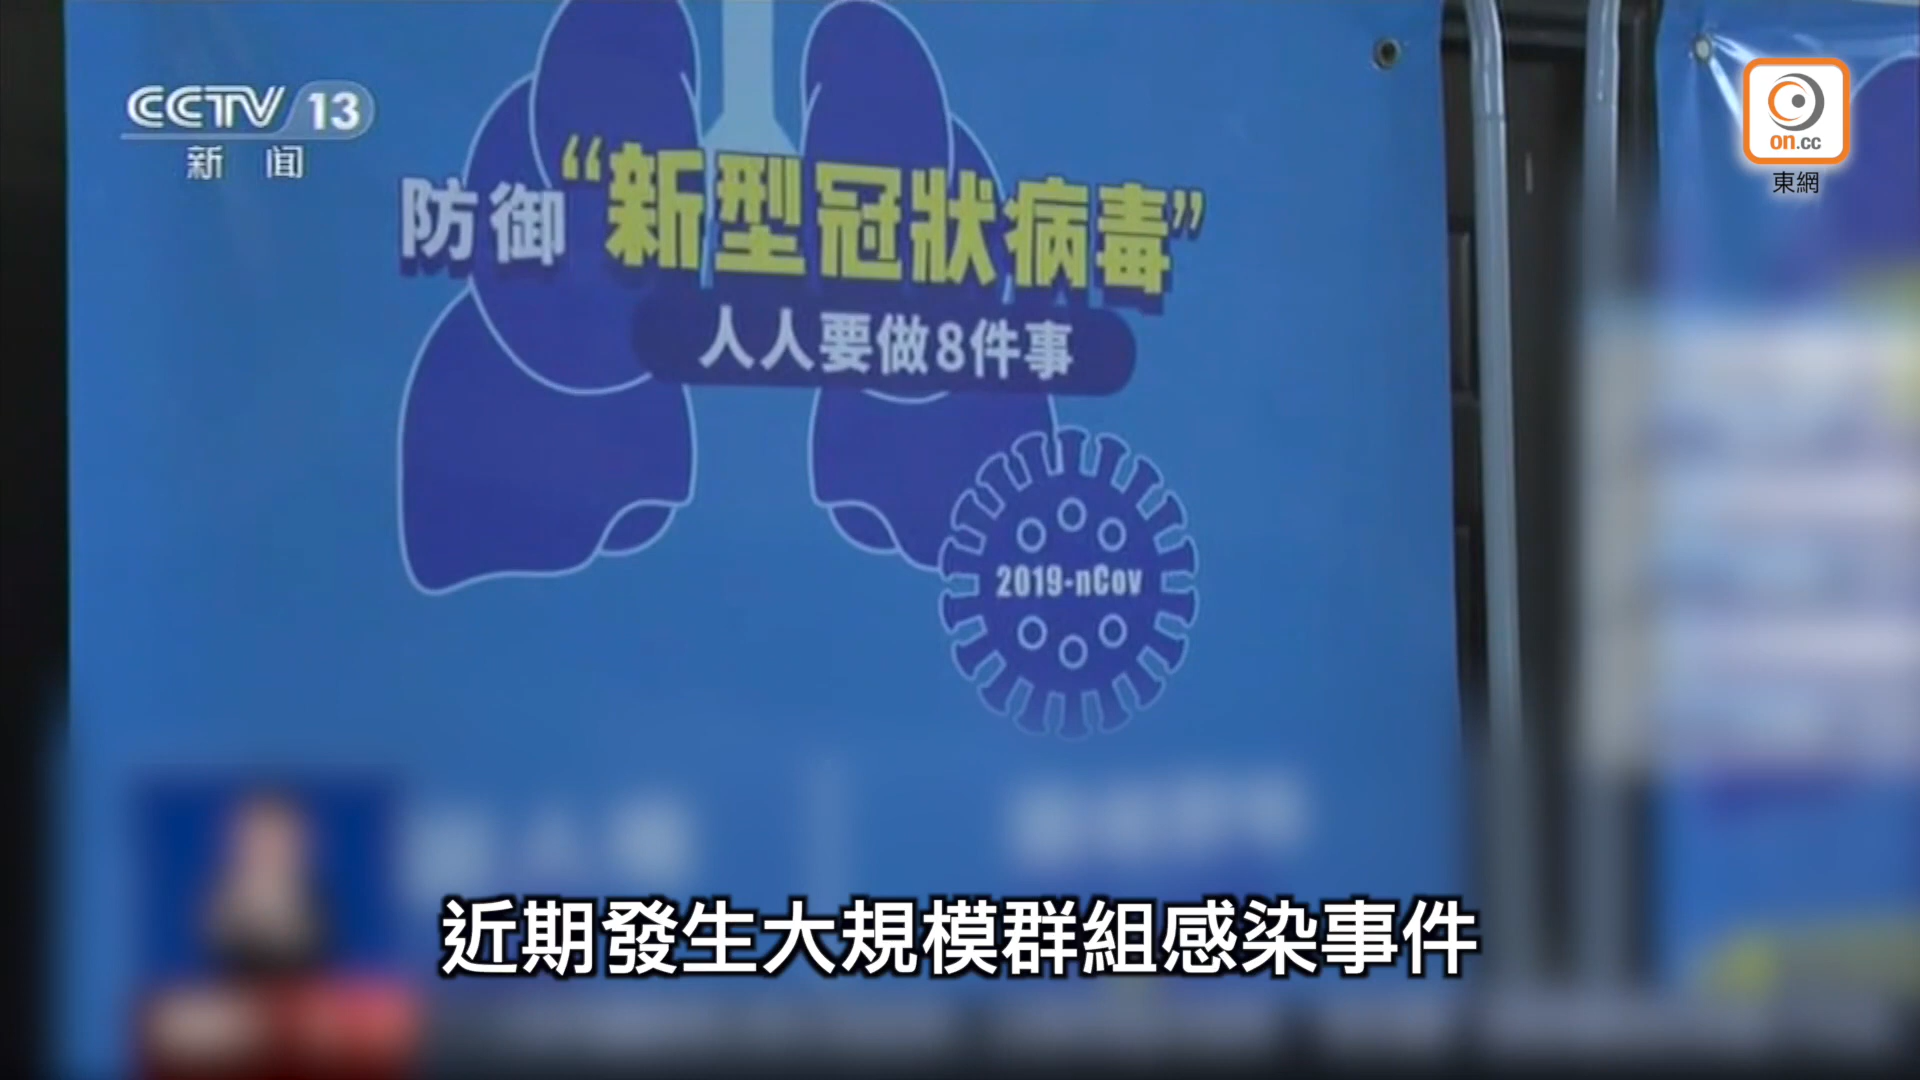 CCTV 13
新闻
on.cc
東網
防御“新型冠狀病毒”
人人要做8件事
2019-nCov
近期發生大規模群組感染事件